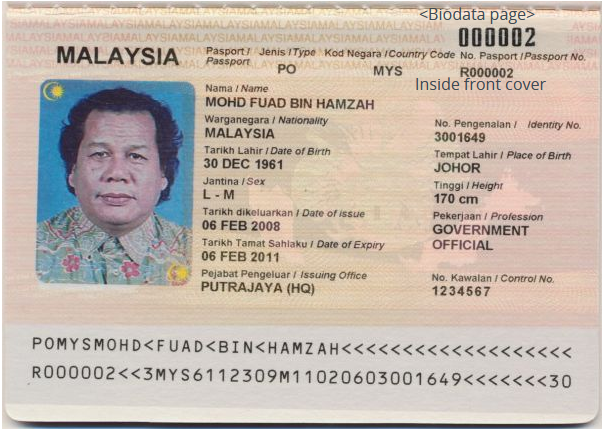 <Biodata page>
000002
MALAYSIA
Pasport / Jenis /Type Kod Negara /Country Code No. Pasport /Passport No.
Passport PO MYS R000002
Inside front cover
Nama / Name
MOHD FUAD BIN HAMZAH
Warganegara / Nationality No. Pengenalan / Identity No.
MALAYSIA 3001649
Tarikh Lahir / Date of Birth Tempat Lahir / Place of Birth
30 DEC 1961 JOHOR
Jantina / Sex Tinggi / Height
L - M 170 cm
Tarikh dikeluarkan / Date of issue Pekerjaan / Profession
06 FEB 2008 GOVERNMENT
OFFICIAL
Tarikh Tamat Sahlaku / Date of Expiry
06 FEB 2011
Pejabat Pengeluar / Issuing Office No. Kawalan / Control No.
PUTRAJAYA (HQ) 1234567
POMYSMOHD<FUAD<BIN<HAMZAH<<<<<<<<<<<<<<<<<<<
R000002<<3MYS6112309M11020603001649<<<<<<<30